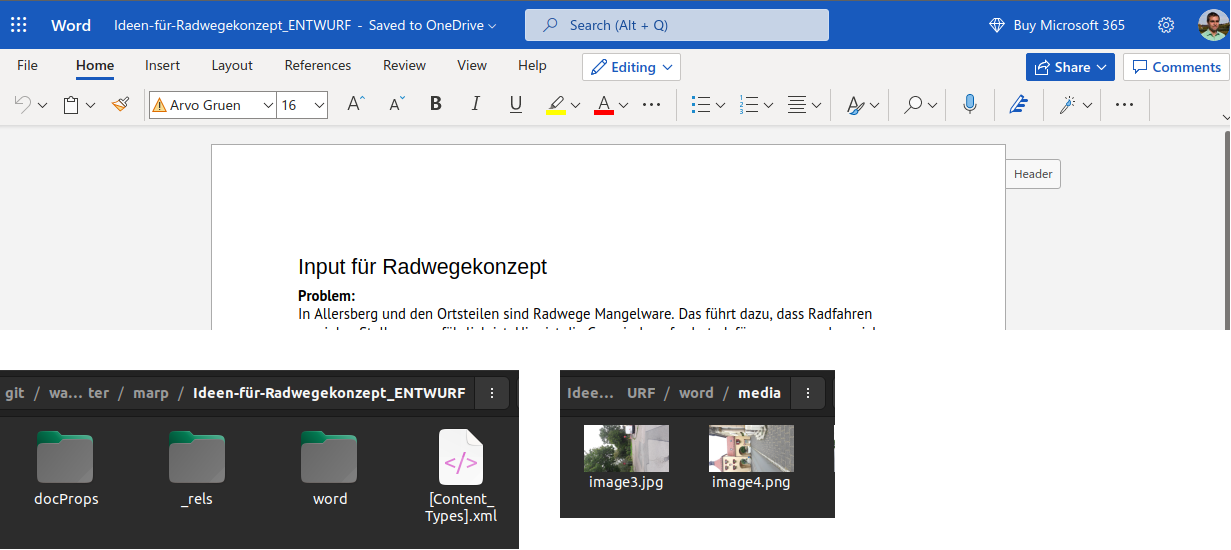 Word Ideen-für-Radwegekonzept_ENTWURF - Saved to OneDrive Search (Alt + Q) Buy Microsoft 365
File Home Insert Layout References Review View Help Editing Share Comments
Arvo Gruen 16 A A B I U A
Header
Input für Radwegekonzept
Problem:
In Allersberg und den Ortsteilen sind Radwege Mangelware. Das führt dazu, dass Radfahren
git / wa... ter / marp / Ideen-für-Radwegekonzept_ENTWURF
docProps _rels word [Content_
Types].xml
Idee... URF / word / media
image3.jpg image4.png